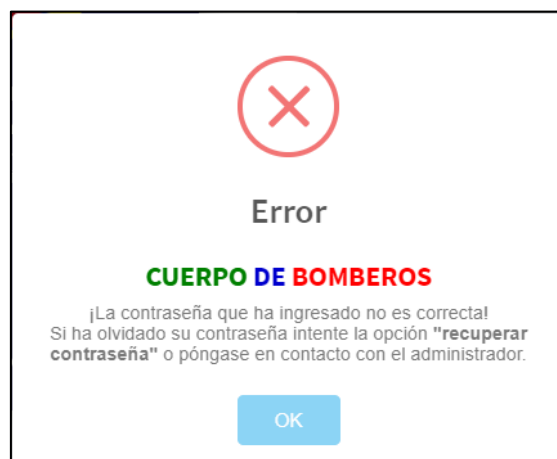 Error
CUERPO DE BOMBEROS
¡La contraseña que ha ingresado no es correcta!
Si ha olvidado su contraseña intente la opción "recuperar
contraseña" o póngase en contacto con el administrador.
OK